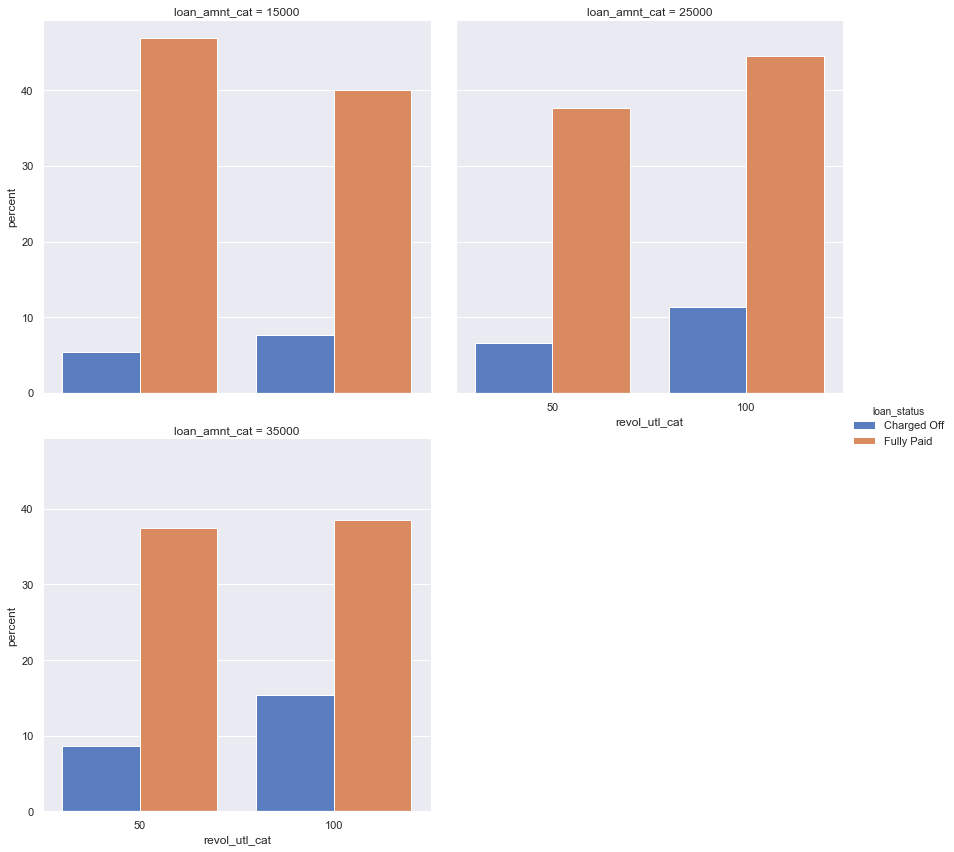 loan_amnt_cat = 15000
loan_amnt_cat = 25000
40
30
20
10
0
percent
50
100
revol_utl_cat
loan_status
Charged Off
Fully Paid
loan_amnt_cat = 35000
40
30
20
10
0
percent
50
100
revol_utl_cat